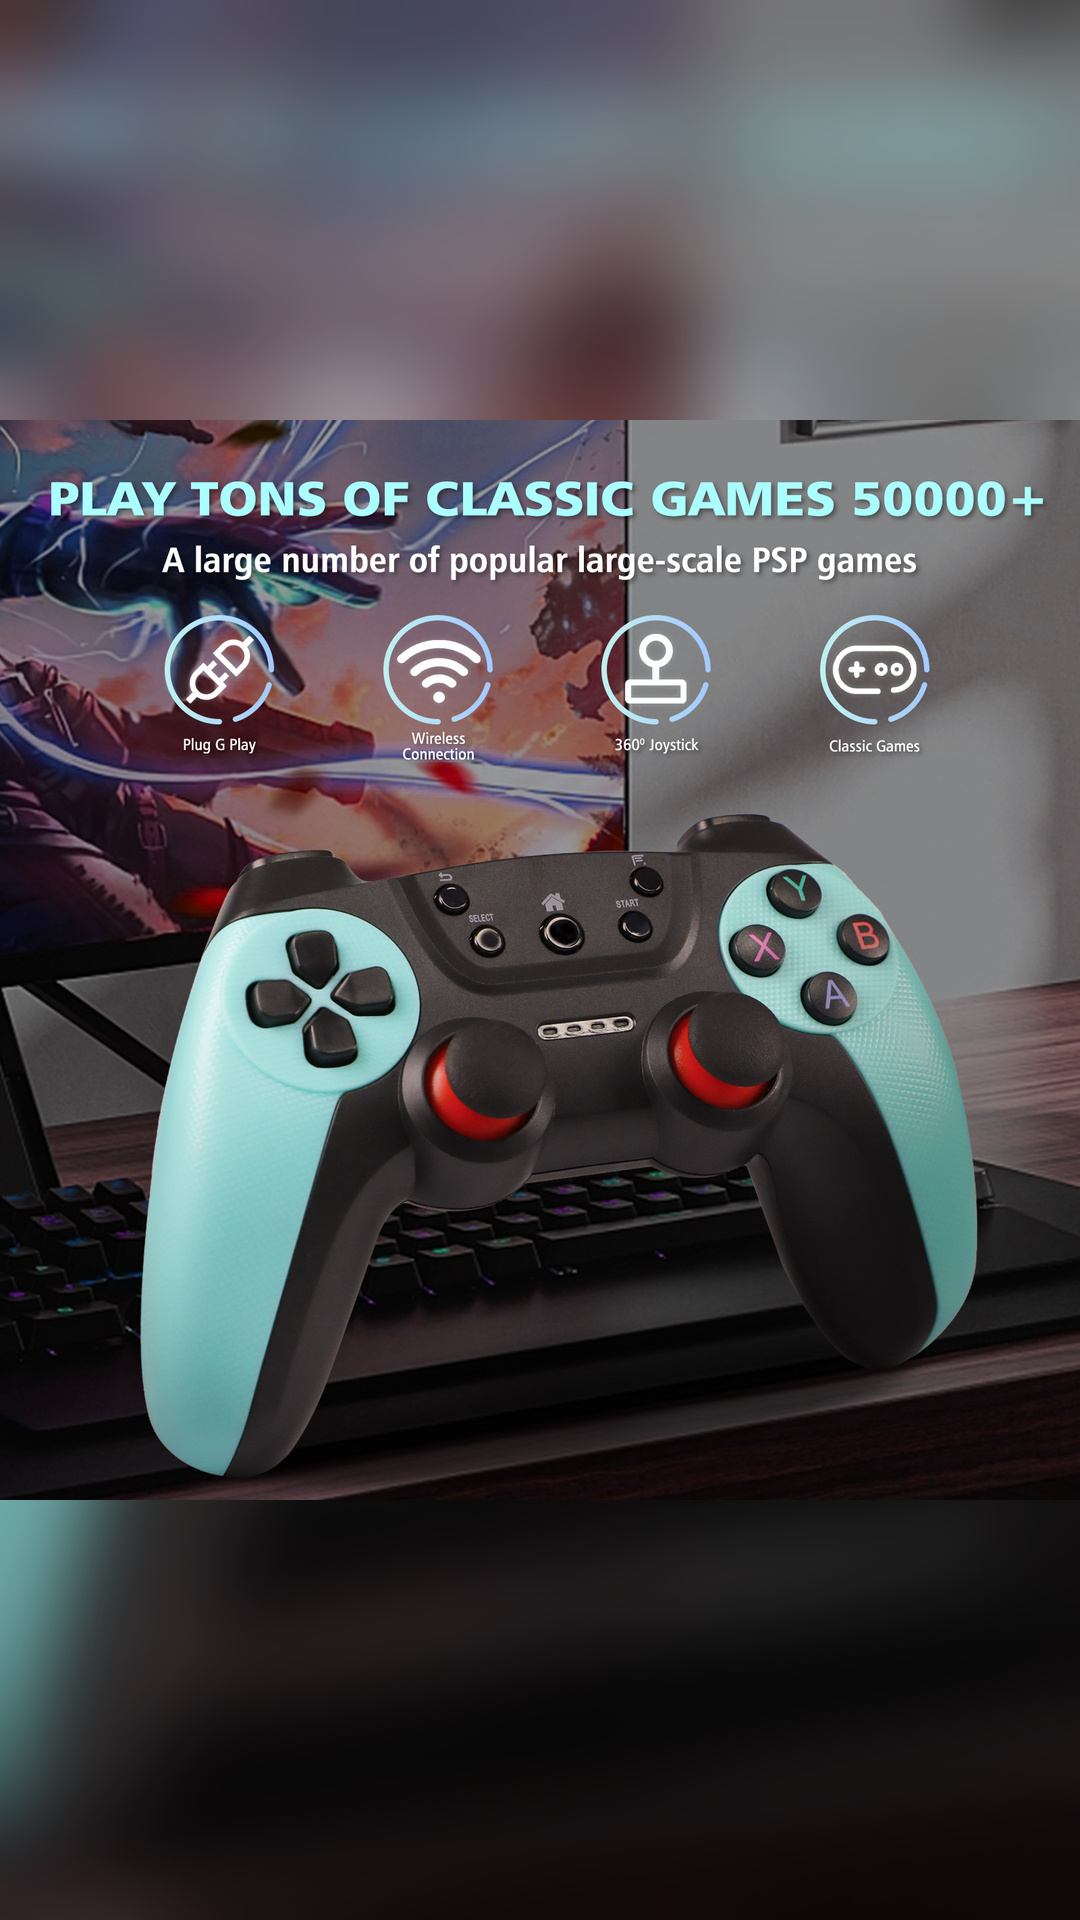 PLAY TONS OF CLASSIC GAMES 50000+
A large number of popular large-scale PSP games
Plug G Play
Wireless
Connection
360º Joystick
Classic Games
SELECT
START
Y
X
B
A